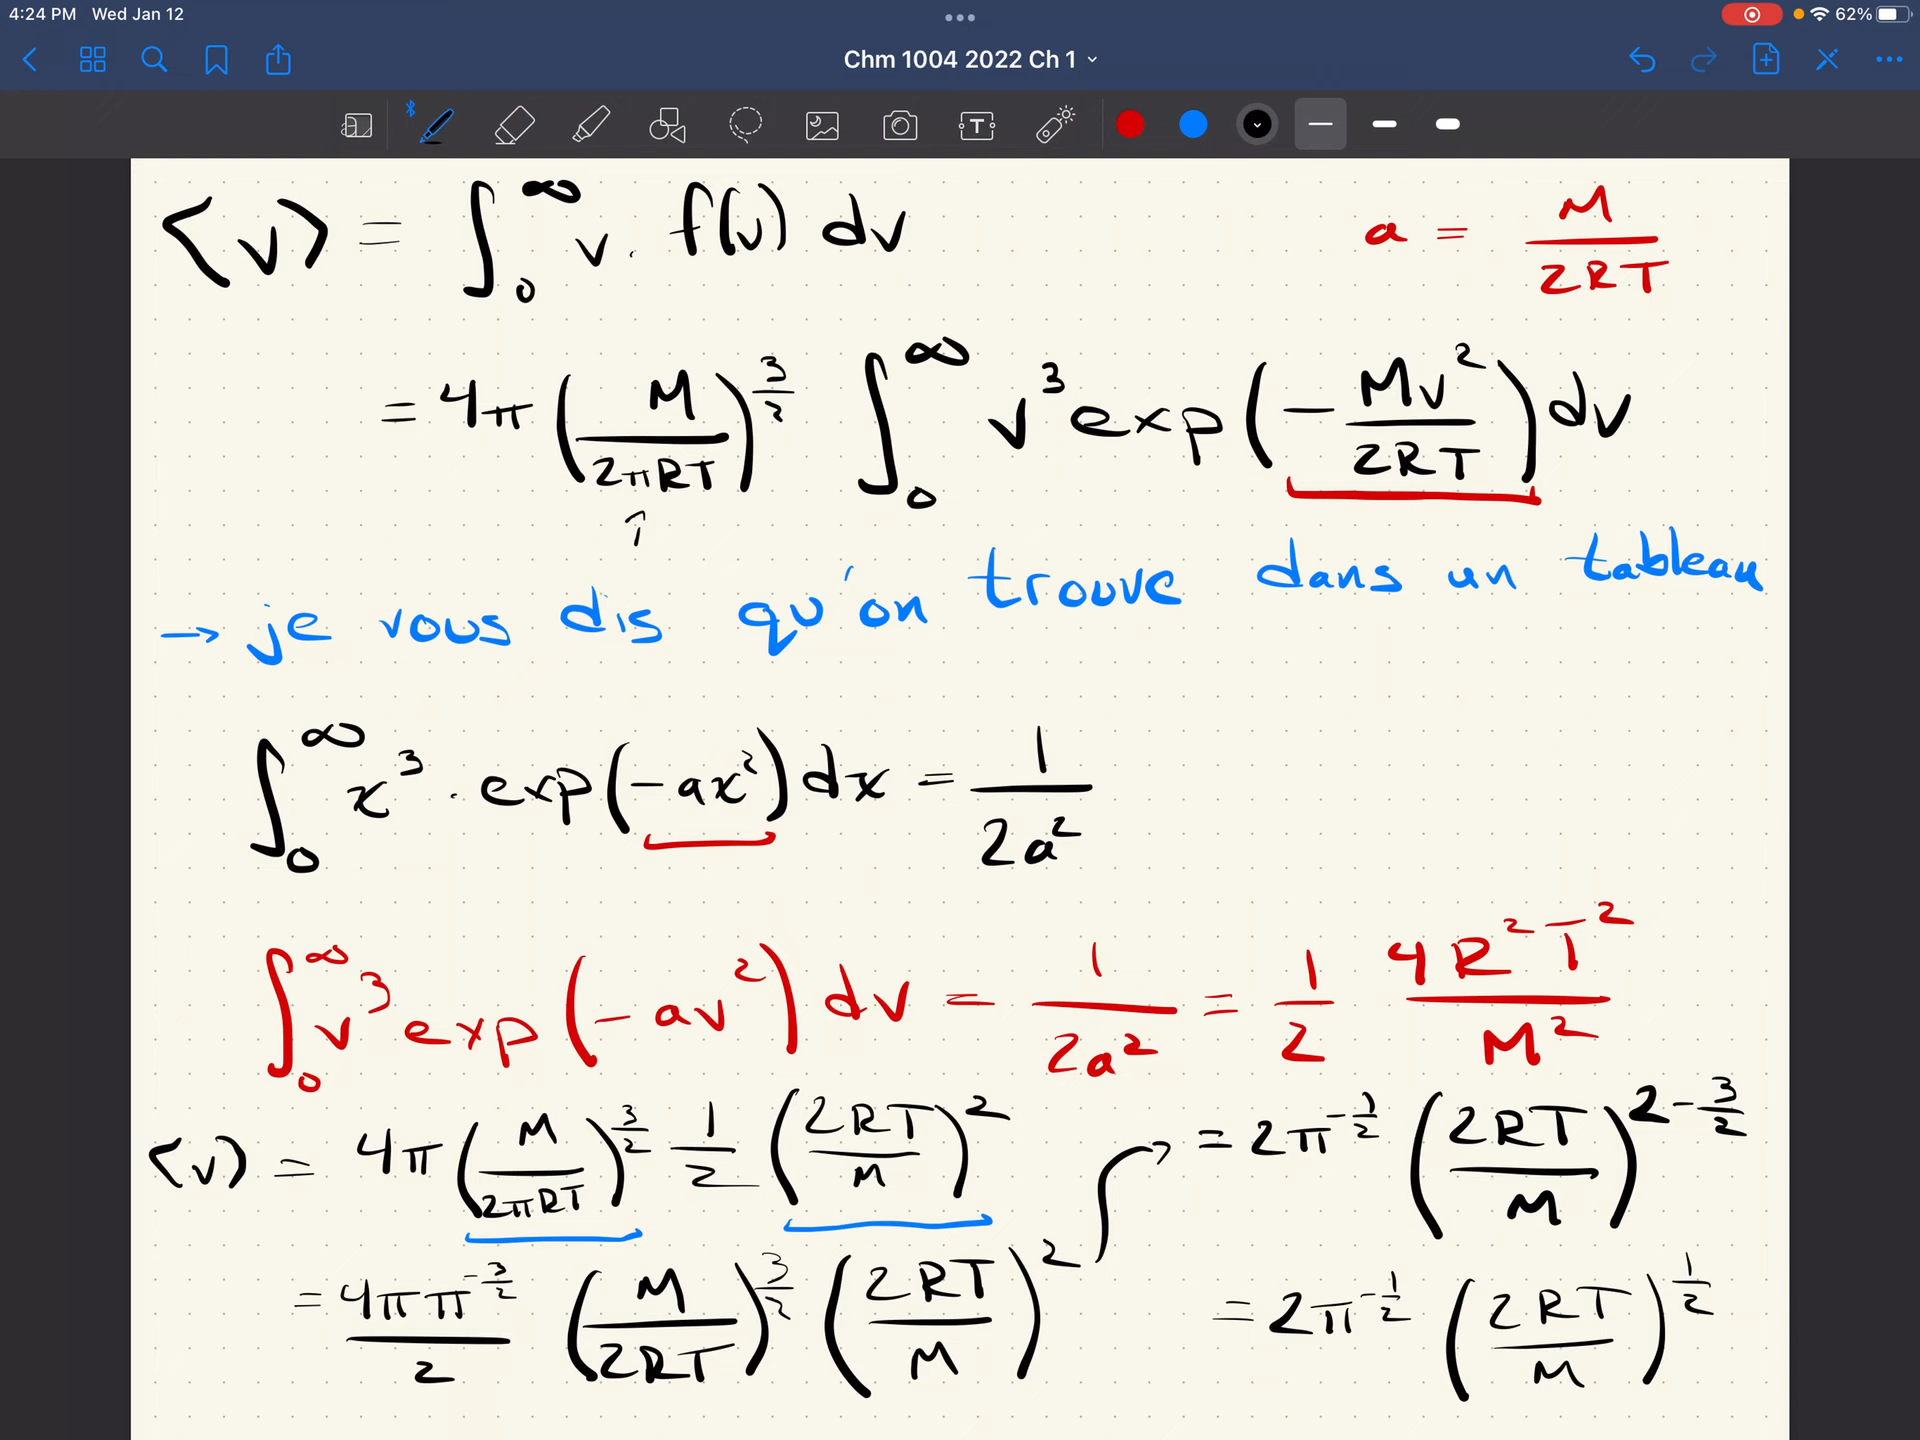 4:24 PM Wed Jan 12
62%
Chm 1004 2022 Ch 1
⟨v⟩ = ∫₀^∞ v · f(v) dv
a = M / 2RT
= 4π (M / 2πRT)^(3/2) ∫₀^∞ v³ exp(− Mv² / 2RT) dv
↑
→ je vous dis qu'on trouve dans un tableau
∫₀^∞ x³ · exp(−ax²) dx = 1 / 2a²
∫₀^∞ v³ exp(−av²) dv = 1 / 2a² = 1/2 4R²T² / M²
⟨v⟩ = 4π (M / 2πRT)^(3/2) 1/2 (2RT / M)²
= 4π π^(−3/2) / 2 (M / 2RT)^(3/2) (2RT / M)²
= 2π^(−1/2) (2RT / M)^(2 − 3/2)
= 2π^(−1/2) (2RT / M)^(1/2)